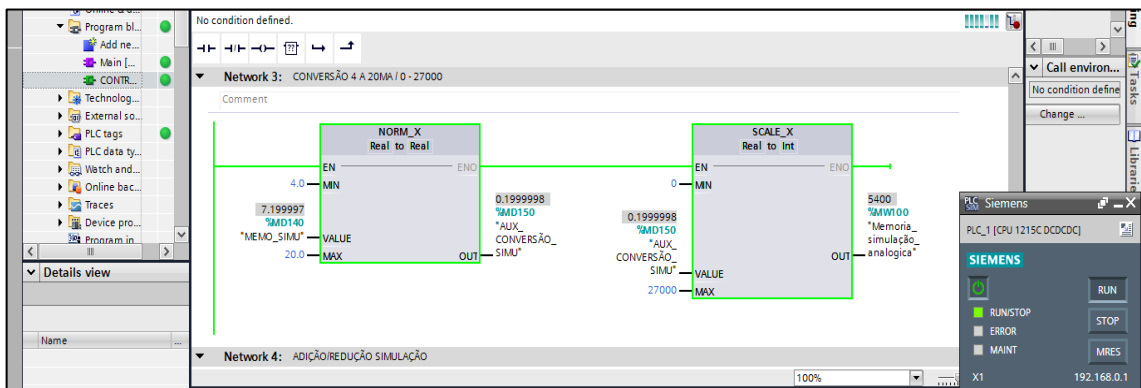 Program bl...
Add ne...
Main [...
CONTR...
Technolog...
External so...
PLC tags
PLC data ty...
Watch and...
Online bac...
Traces
Device pro...
Program in
Details view
Name
...
No condition defined.
??
Network 3: CONVERSÃO 4 A 20MA / 0 - 27000
Comment
NORM_X
Real to Real
EN
ENO
4.0
MIN
7.199997
%MD140
"MEMO_SIMU"
VALUE
20.0
MAX
0.1999998
%MD150
"AUX_
CONVERSÃO_
SIMU"
OUT
SCALE_X
Real to Int
EN
ENO
0
MIN
0.1999998
%MD150
"AUX_
CONVERSÃO_
SIMU"
VALUE
27000
MAX
5400
%MW100
"Memoria_
simulação_
analogica"
OUT
Network 4: ADIÇÃO/REDUÇÃO SIMULAÇÃO
100%
Call environ...
No condition define
Change ...
Tasks
Librarie
Siemens
PLC_1 [CPU 1215C DCDCDC]
SIEMENS
RUN
RUN/STOP
STOP
ERROR
MAINT
MRES
X1
192.168.0.1